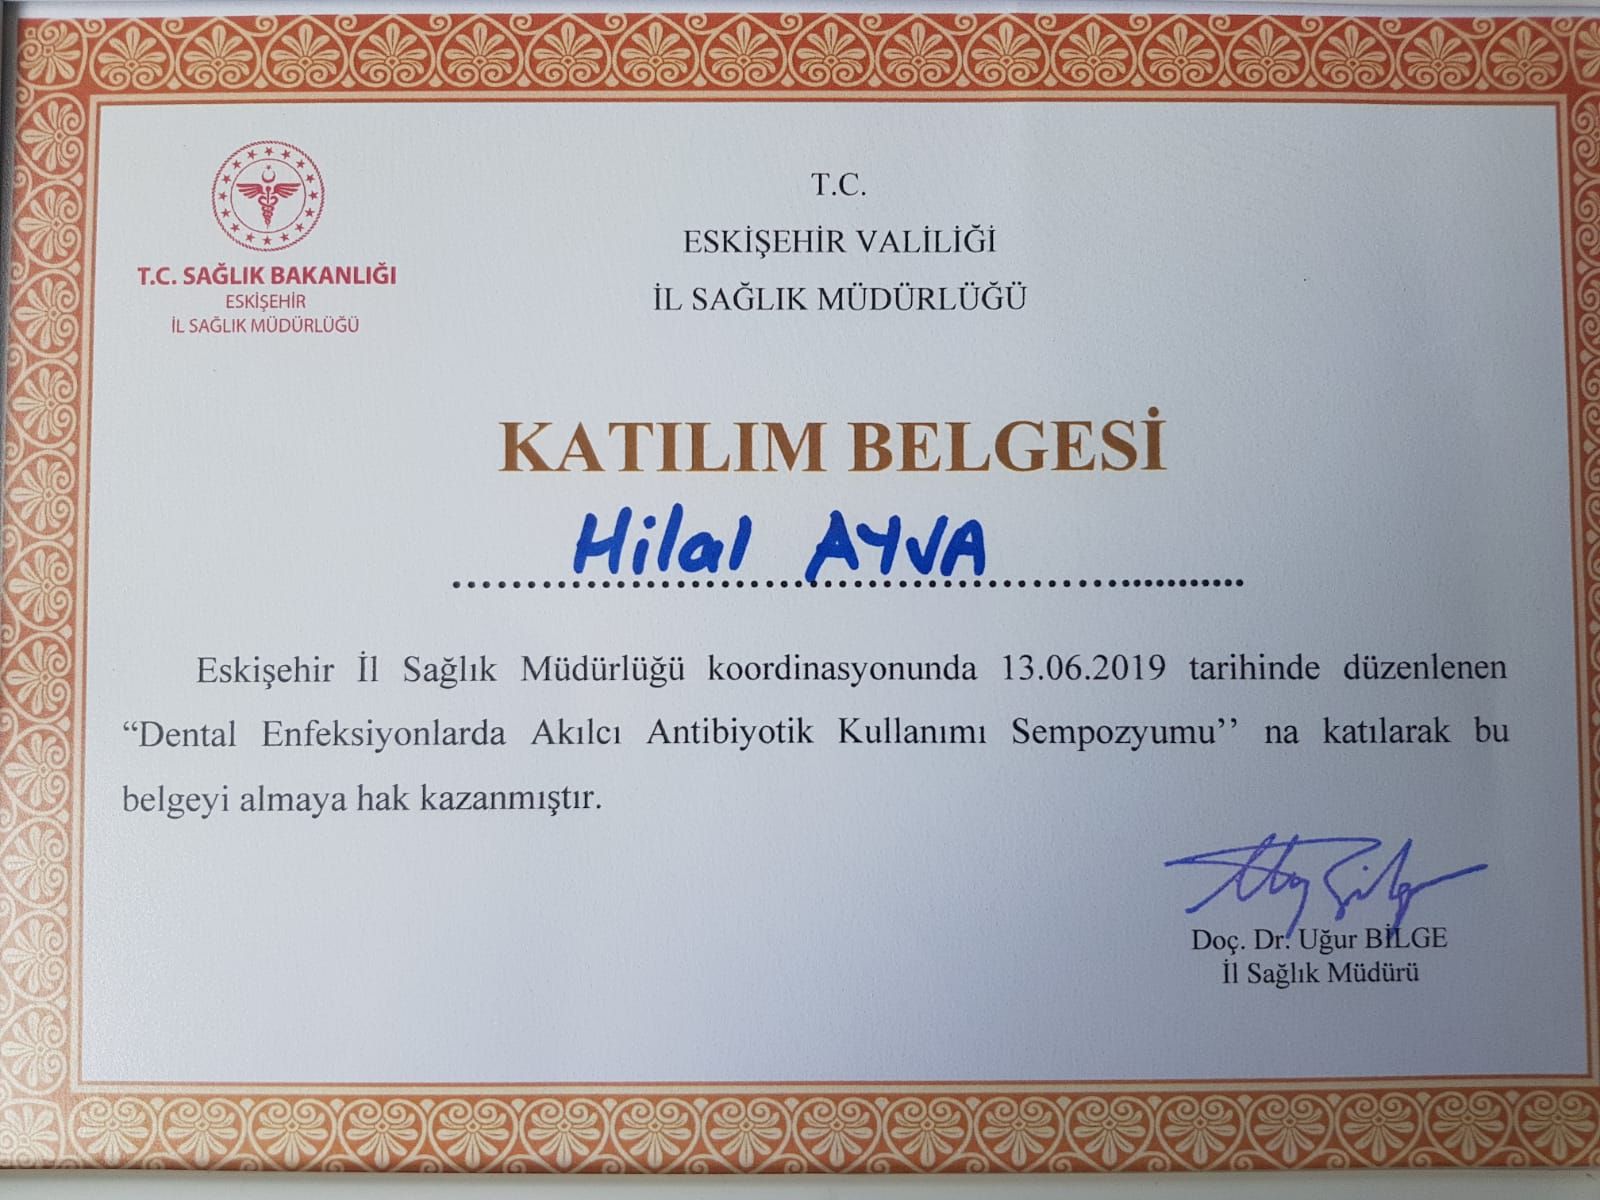 T.C. SAĞLIK BAKANLIĞI
ESKİŞEHİR
İL SAĞLIK MÜDÜRLÜĞÜ
T.C.
ESKİŞEHİR VALİLİĞİ
İL SAĞLIK MÜDÜRLÜĞÜ
KATILIM BELGESİ
Hilal AYVA
Eskişehir İl Sağlık Müdürlüğü koordinasyonunda 13.06.2019 tarihinde düzenlenen
“Dental Enfeksiyonlarda Akılcı Antibiyotik Kullanımı Sempozyumu’’ na katılarak bu
belgeyi almaya hak kazanmıştır.
Doç. Dr. Uğur BİLGE
İl Sağlık Müdürü